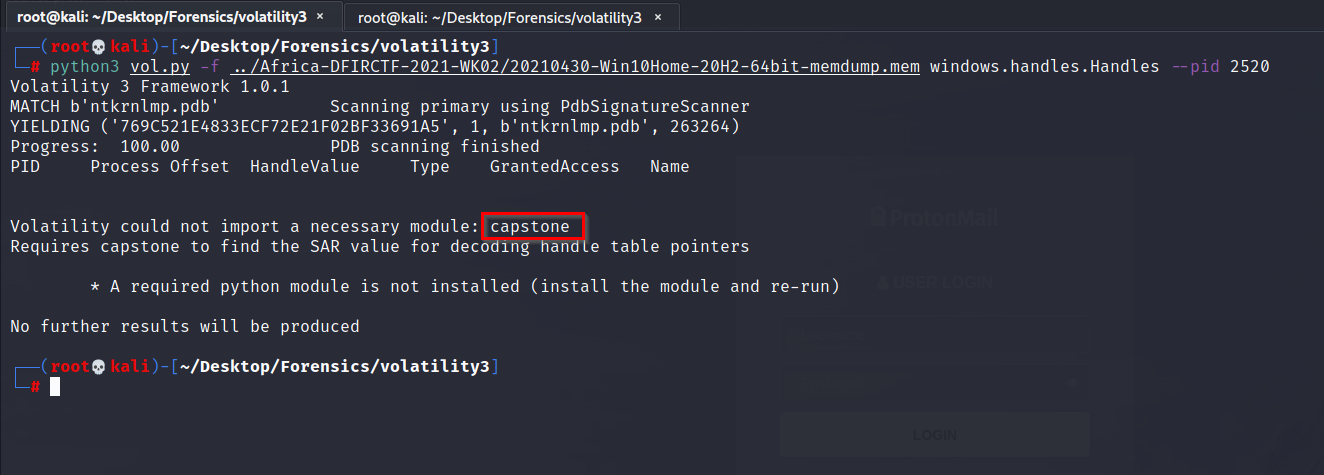 root@kali: ~/Desktop/Forensics/volatility3 × root@kali: ~/Desktop/Forensics/volatility3 ×
┌──(root💀kali)-[~/Desktop/Forensics/volatility3]
└─# python3 vol.py -f ../Africa-DFIRCTF-2021-WK02/20210430-Win10Home-20H2-64bit-memdump.mem windows.handles.Handles --pid 2520
Volatility 3 Framework 1.0.1
MATCH b'ntkrnlmp.pdb' Scanning primary using PdbSignatureScanner
YIELDING ('769C521E4833ECF72E21F02BF33691A5', 1, b'ntkrnlmp.pdb', 263264)
Progress: 100.00 PDB scanning finished
PID Process Offset HandleValue Type GrantedAccess Name
Volatility could not import a necessary module: capstone
Requires capstone to find the SAR value for decoding handle table pointers
* A required python module is not installed (install the module and re-run)
No further results will be produced
┌──(root💀kali)-[~/Desktop/Forensics/volatility3]
└─#
ProtonMail
USER LOGIN
LOGIN